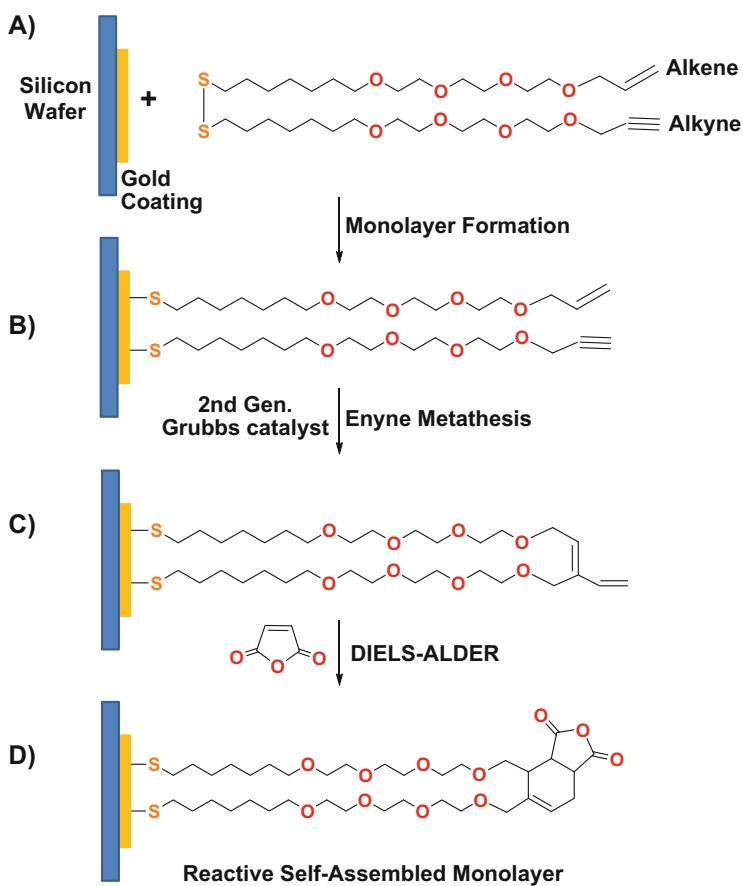 A)
Silicon
Wafer
+
Gold
Coating
S O O O O Alkene
S O O O O Alkyne
Monolayer Formation
B)
S O O O O
S O O O O
2nd Gen.
Grubbs catalyst
Enyne Metathesis
C)
S O O O O
S O O O O
O O O
DIELS-ALDER
D)
O O O
S O O O O
S O O O O
Reactive Self-Assembled Monolayer